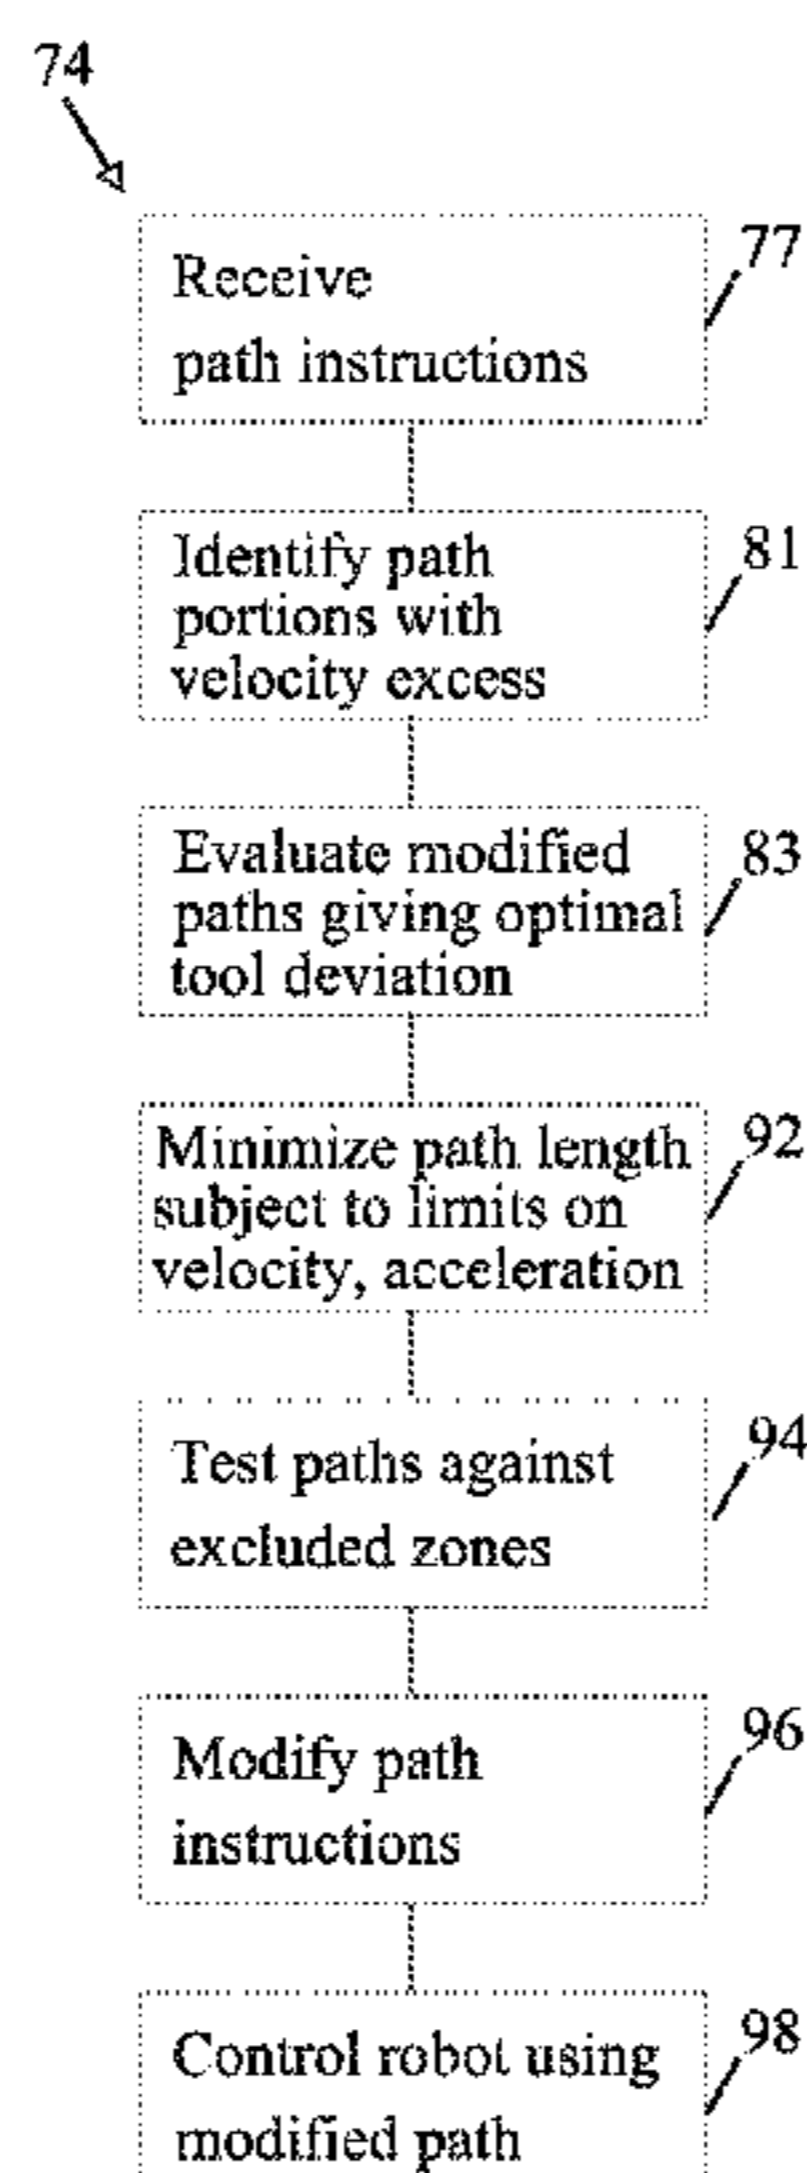 74
Receive
path instructions
77
Identify path
portions with
velocity excess
81
Evaluate modified
paths giving optimal
tool deviation
83
Minimize path length
subject to limits on
velocity, acceleration
92
Test paths against
excluded zones
94
Modify path
instructions
96
Control robot using
modified path
98